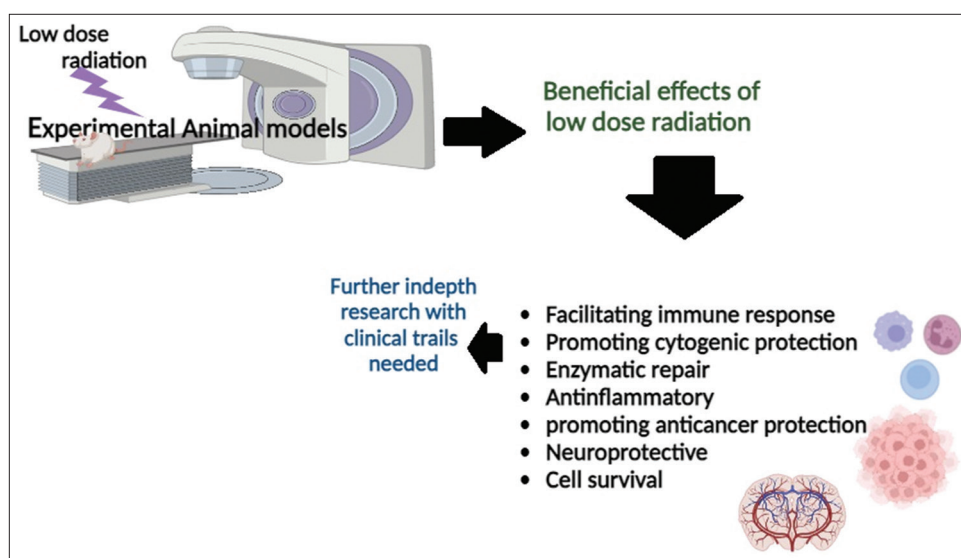 Low dose
radiation
Experimental Animal models
Beneficial effects of
low dose radiation
Further indepth
research with
clinical trails
needed
• Facilitating immune response
• Promoting cytogenic protection
• Enzymatic repair
• Antinflammatory
• promoting anticancer protection
• Neuroprotective
• Cell survival